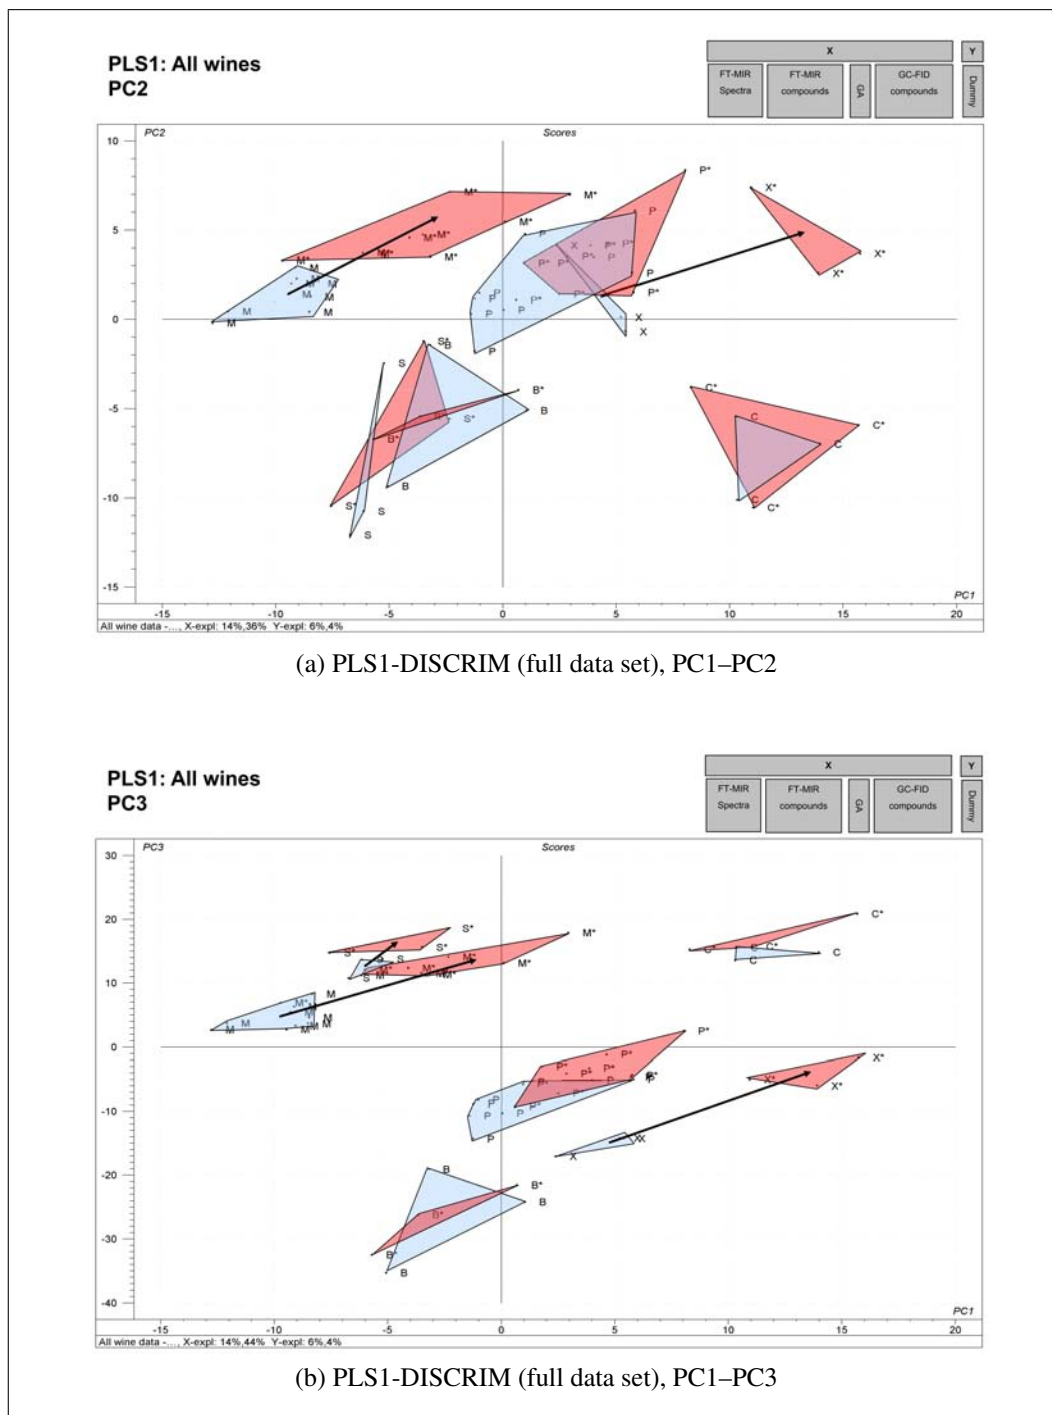 PLS1: All wines
PC2
X
Y
FT-MIR
Spectra
FT-MIR
compounds
GA
GC-FID
compounds
Dummy
PC2
Scores
10
5
0
-5
-10
-15
P*
X*
M*
M*
P
M*
P
M*
M*
X
P*
P*
M*
M*
M*
M*
P*
P*
P*
P
X*
X*
M
M
M
M
M
P
M
M
M
M
P
P
P*
P*
P*
P
P
X
X
P
S*
B
S
B*
C*
C
S*
S*
B
C*
B*
C
B
C
S*
S
C*
S
-15
-10
-5
0
5
10
15
20
PC1
All wine data -..., X-expl: 14%,36% Y-expl: 6%,4%
(a) PLS1-DISCRIM (full data set), PC1–PC2
PLS1: All wines
PC3
X
Y
FT-MIR
Spectra
FT-MIR
compounds
GA
GC-FID
compounds
Dummy
PC3
Scores
30
20
10
0
-10
-20
-30
-40
S*
M*
C*
S*
S*
M*
C*
C
C*
C
S
S
M*
M*
M*
C
S
M*
M
M*
M
M
M
M
M
M
P*
P*
P*
P*
P*
P
P*
P
X*
X*
X*
P
P
P*
P
P
P*
P
X
X
X
B
B*
B
B*
B*
B
-15
-10
-5
0
5
10
15
20
PC1
All wine data -..., X-expl: 14%,44% Y-expl: 6%,4%
(b) PLS1-DISCRIM (full data set), PC1–PC3